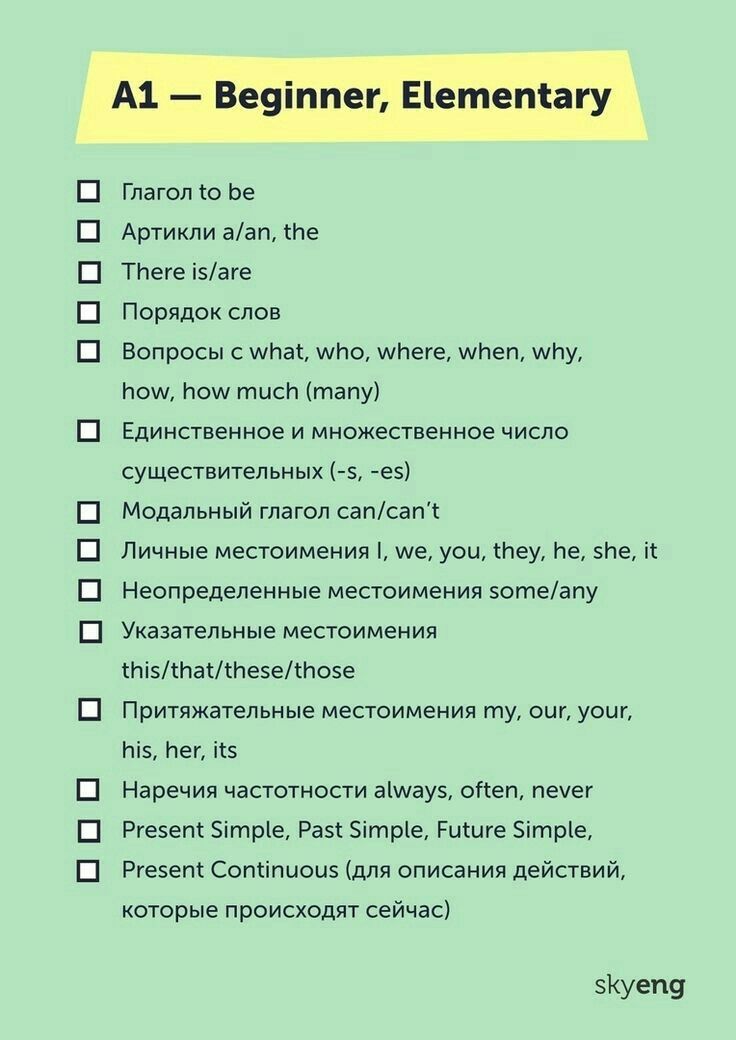 A1 — Beginner, Elementary
Глагол to be
Артикли a/an, the
There is/are
Порядок слов
Вопросы с what, who, where, when, why,
how, how much (many)
Единственное и множественное число
существительных (-s, -es)
Модальный глагол can/can't
Личные местоимения I, we, you, they, he, she, it
Неопределенные местоимения some/any
Указательные местоимения
this/that/these/those
Притяжательные местоимения my, our, your,
his, her, its
Наречия частотности always, often, never
Present Simple, Past Simple, Future Simple,
Present Continuous (для описания действий,
которые происходят сейчас)
skyeng